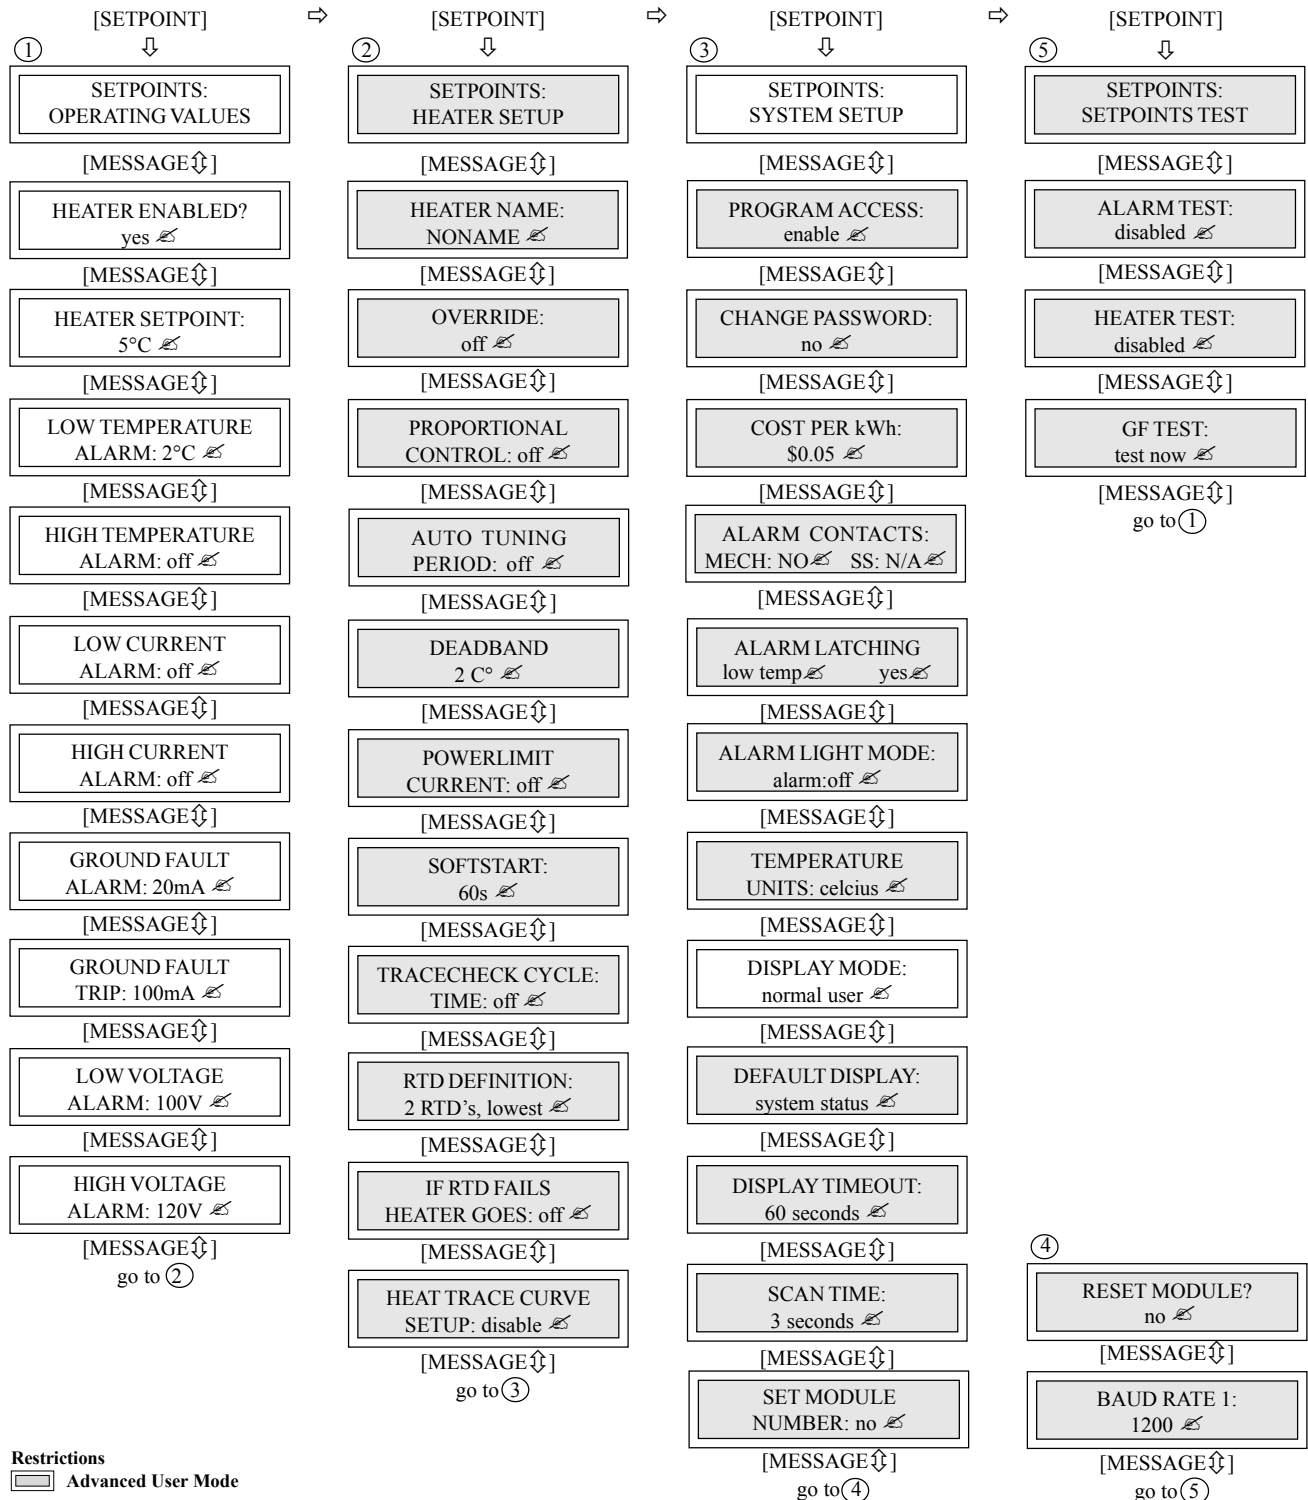 [SETPOINT]
1
SETPOINTS:
OPERATING VALUES
[MESSAGE⇕]
HEATER ENABLED?
yes ✍
[MESSAGE⇕]
HEATER SETPOINT:
5°C ✍
[MESSAGE⇕]
LOW TEMPERATURE
ALARM: 2°C ✍
[MESSAGE⇕]
HIGH TEMPERATURE
ALARM: off ✍
[MESSAGE⇕]
LOW CURRENT
ALARM: off ✍
[MESSAGE⇕]
HIGH CURRENT
ALARM: off ✍
[MESSAGE⇕]
GROUND FAULT
ALARM: 20mA ✍
[MESSAGE⇕]
GROUND FAULT
TRIP: 100mA ✍
[MESSAGE⇕]
LOW VOLTAGE
ALARM: 100V ✍
[MESSAGE⇕]
HIGH VOLTAGE
ALARM: 120V ✍
[MESSAGE⇕]
go to 2
[SETPOINT]
2
SETPOINTS:
HEATER SETUP
[MESSAGE⇕]
HEATER NAME:
NONAME ✍
[MESSAGE⇕]
OVERRIDE:
off ✍
[MESSAGE⇕]
PROPORTIONAL
CONTROL: off ✍
[MESSAGE⇕]
AUTO TUNING
PERIOD: off ✍
[MESSAGE⇕]
DEADBAND
2 C° ✍
[MESSAGE⇕]
POWERLIMIT
CURRENT: off ✍
[MESSAGE⇕]
SOFTSTART:
60s ✍
[MESSAGE⇕]
TRACECHECK CYCLE:
TIME: off ✍
[MESSAGE⇕]
RTD DEFINITION:
2 RTD's, lowest ✍
[MESSAGE⇕]
IF RTD FAILS
HEATER GOES: off ✍
[MESSAGE⇕]
HEAT TRACE CURVE
SETUP: disable ✍
[MESSAGE⇕]
go to 3
[SETPOINT]
3
SETPOINTS:
SYSTEM SETUP
[MESSAGE⇕]
PROGRAM ACCESS:
enable ✍
[MESSAGE⇕]
CHANGE PASSWORD:
no ✍
[MESSAGE⇕]
COST PER kWh:
$0.05 ✍
[MESSAGE⇕]
ALARM CONTACTS:
MECH: NO✍ SS: N/A✍
[MESSAGE⇕]
ALARM LATCHING
low temp✍ yes✍
[MESSAGE⇕]
ALARM LIGHT MODE:
alarm:off ✍
[MESSAGE⇕]
TEMPERATURE
UNITS: celcius ✍
[MESSAGE⇕]
DISPLAY MODE:
normal user ✍
[MESSAGE⇕]
DEFAULT DISPLAY:
system status ✍
[MESSAGE⇕]
DISPLAY TIMEOUT:
60 seconds ✍
[MESSAGE⇕]
SCAN TIME:
3 seconds ✍
[MESSAGE⇕]
SET MODULE
NUMBER: no ✍
[MESSAGE⇕]
go to 4
[SETPOINT]
5
SETPOINTS:
SETPOINTS TEST
[MESSAGE⇕]
ALARM TEST:
disabled ✍
[MESSAGE⇕]
HEATER TEST:
disabled ✍
[MESSAGE⇕]
GF TEST:
test now ✍
[MESSAGE⇕]
go to 1
4
RESET MODULE?
no ✍
[MESSAGE⇕]
BAUD RATE 1:
1200 ✍
[MESSAGE⇕]
go to 5
Restrictions
Advanced User Mode